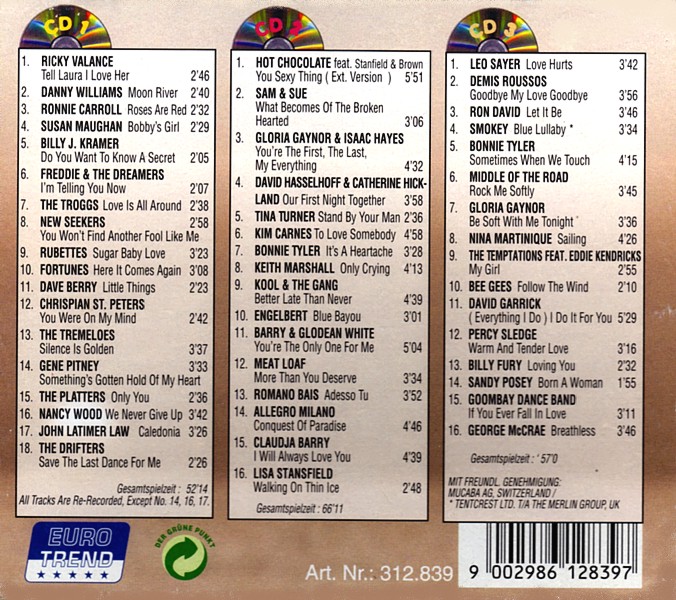 CD 1
1. RICKY VALANCE
Tell Laura I Love Her 2'46
2. DANNY WILLIAMS Moon River 2'40
3. RONNIE CARROLL Roses Are Red 2'32
4. SUSAN MAUGHAN Bobby's Girl 2'29
5. BILLY J. KRAMER
Do You Want To Know A Secret 2'05
6. FREDDIE & THE DREAMERS
I'm Telling You Now 2'07
7. THE TROGGS Love Is All Around 2'38
8. NEW SEEKERS 2'58
You Won't Find Another Fool Like Me
9. RUBETTES Sugar Baby Love 3'23
10. FORTUNES Here It Comes Again 3'08
11. DAVE BERRY Little Things 2'23
12. CHRISPIAN ST. PETERS
You Were On My Mind 2'42
13. THE TREMELOES
Silence Is Golden 3'37
14. GENE PITNEY 3'33
Something's Gotten Hold Of My Heart
15. THE PLATTERS Only You 2'36
16. NANCY WOOD We Never Give Up 3'42
17. JOHN LATIMER LAW Caledonia 3'26
18. THE DRIFTERS
Save The Last Dance For Me 2'26
Gesamtspielzeit : 52'14
All Tracks Are Re-Recorded, Except No. 14, 16, 17.
CD 2
1. HOT CHOCOLATE feat. Stanfield & Brown
You Sexy Thing ( Ext. Version ) 5'51
2. SAM & SUE
What Becomes Of The Broken
Hearted 3'06
3. GLORIA GAYNOR & ISAAC HAYES
You're The First, The Last,
My Everything 4'32
4. DAVID HASSELHOFF & CATHERINE HICK-
LAND Our First Night Together 3'58
5. TINA TURNER Stand By Your Man 2'36
6. KIM CARNES To Love Somebody 4'58
7. BONNIE TYLER It's A Heartache 3'28
8. KEITH MARSHALL Only Crying 4'13
9. KOOL & THE GANG
Better Late Than Never 4'39
10. ENGELBERT Blue Bayou 3'01
11. BARRY & GLODEAN WHITE
You're The Only One For Me 5'04
12. MEAT LOAF
More Than You Deserve 3'34
13. ROMANO BAIS Adesso Tu 3'52
14. ALLEGRO MILANO
Conquest Of Paradise 4'46
15. CLAUDJA BARRY
I Will Always Love You 4'39
16. LISA STANSFIELD
Walking On Thin Ice 2'48
Gesamtspielzeit : 66'11
CD 3
1. LEO SAYER Love Hurts 3'42
2. DEMIS ROUSSOS
Goodbye My Love Goodbye 3'56
3. RON DAVID Let It Be 3'46
4. SMOKEY Blue Lullaby * 3'34
5. BONNIE TYLER
Sometimes When We Touch 4'15
6. MIDDLE OF THE ROAD
Rock Me Softly 3'45
7. GLORIA GAYNOR
Be Soft With Me Tonight 3'36
8. NINA MARTINIQUE Sailing 4'26
9. THE TEMPTATIONS FEAT. EDDIE KENDRICKS
My Girl 2'55
10. BEE GEES Follow The Wind 2'10
11. DAVID GARRICK
( Everything I Do ) I Do It For You 5'29
12. PERCY SLEDGE
Warm And Tender Love 3'16
13. BILLY FURY Loving You 2'32
14. SANDY POSEY Born A Woman 1'55
15. GOOMBAY DANCE BAND
If You Ever Fall In Love 3'11
16. GEORGE McCRAE Breathless 3'46
Gesamtspielzeit : '57'0
MIT FREUNDL. GENEHMIGUNG:
MUCABA AG, SWITZERLAND /
* TENTCREST LTD. T/A THE MERLIN GROUP, UK
EURO
TREND
DER GRÜNE PUNKT
Art. Nr.: 312.839
9 002986 128397